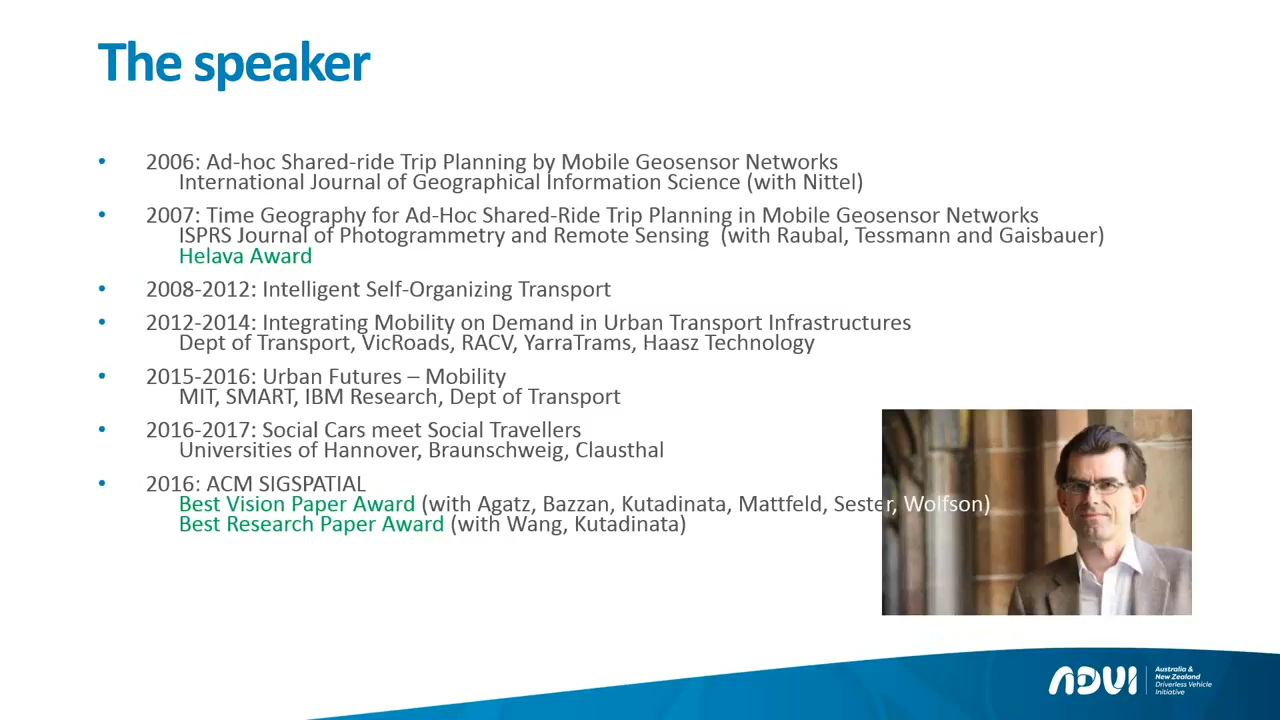 The speaker
• 2006: Ad-hoc Shared-ride Trip Planning by Mobile Geosensor Networks
International Journal of Geographical Information Science (with Nittel)
• 2007: Time Geography for Ad-Hoc Shared-Ride Trip Planning in Mobile Geosensor Networks
ISPRS Journal of Photogrammetry and Remote Sensing (with Raubal, Tessmann and Gaisbauer)
Helava Award
• 2008-2012: Intelligent Self-Organizing Transport
• 2012-2014: Integrating Mobility on Demand in Urban Transport Infrastructures
Dept of Transport, VicRoads, RACV, YarraTrams, Haasz Technology
• 2015-2016: Urban Futures – Mobility
MIT, SMART, IBM Research, Dept of Transport
• 2016-2017: Social Cars meet Social Travellers
Universities of Hannover, Braunschweig, Clausthal
• 2016: ACM SIGSPATIAL
Best Vision Paper Award (with Agatz, Bazzan, Kutadinata, Mattfeld, Sester, Wolfson)
Best Research Paper Award (with Wang, Kutadinata)
ADVI
Australia &
New Zealand
Driverless Vehicle
Initiative